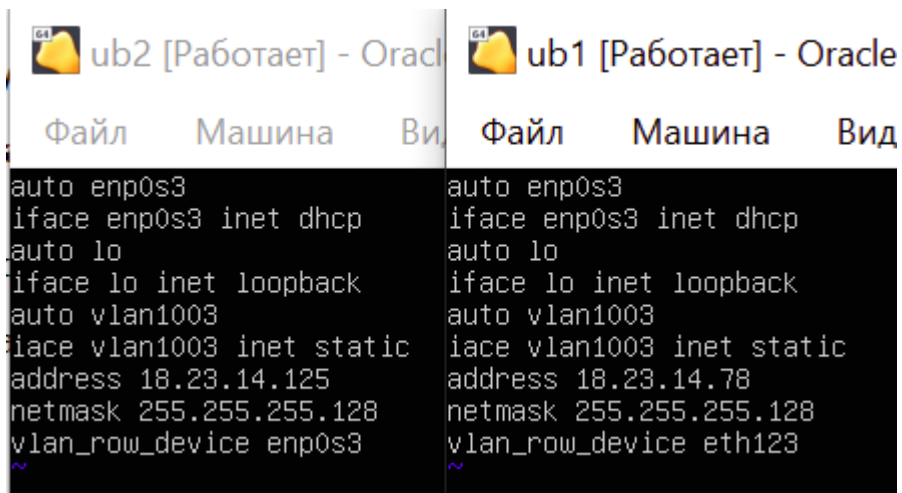 64
ub2 [Работает] - Oracl
Файл Машина Ви
auto enp0s3
iface enp0s3 inet dhcp
auto lo
iface lo inet loopback
auto vlan1003
iace vlan1003 inet static
address 18.23.14.125
netmask 255.255.255.128
vlan_row_device enp0s3
~
64
ub1 [Работает] - Oracle
Файл Машина Вид
auto enp0s3
iface enp0s3 inet dhcp
auto lo
iface lo inet loopback
auto vlan1003
iace vlan1003 inet static
address 18.23.14.78
netmask 255.255.255.128
vlan_row_device eth123
~